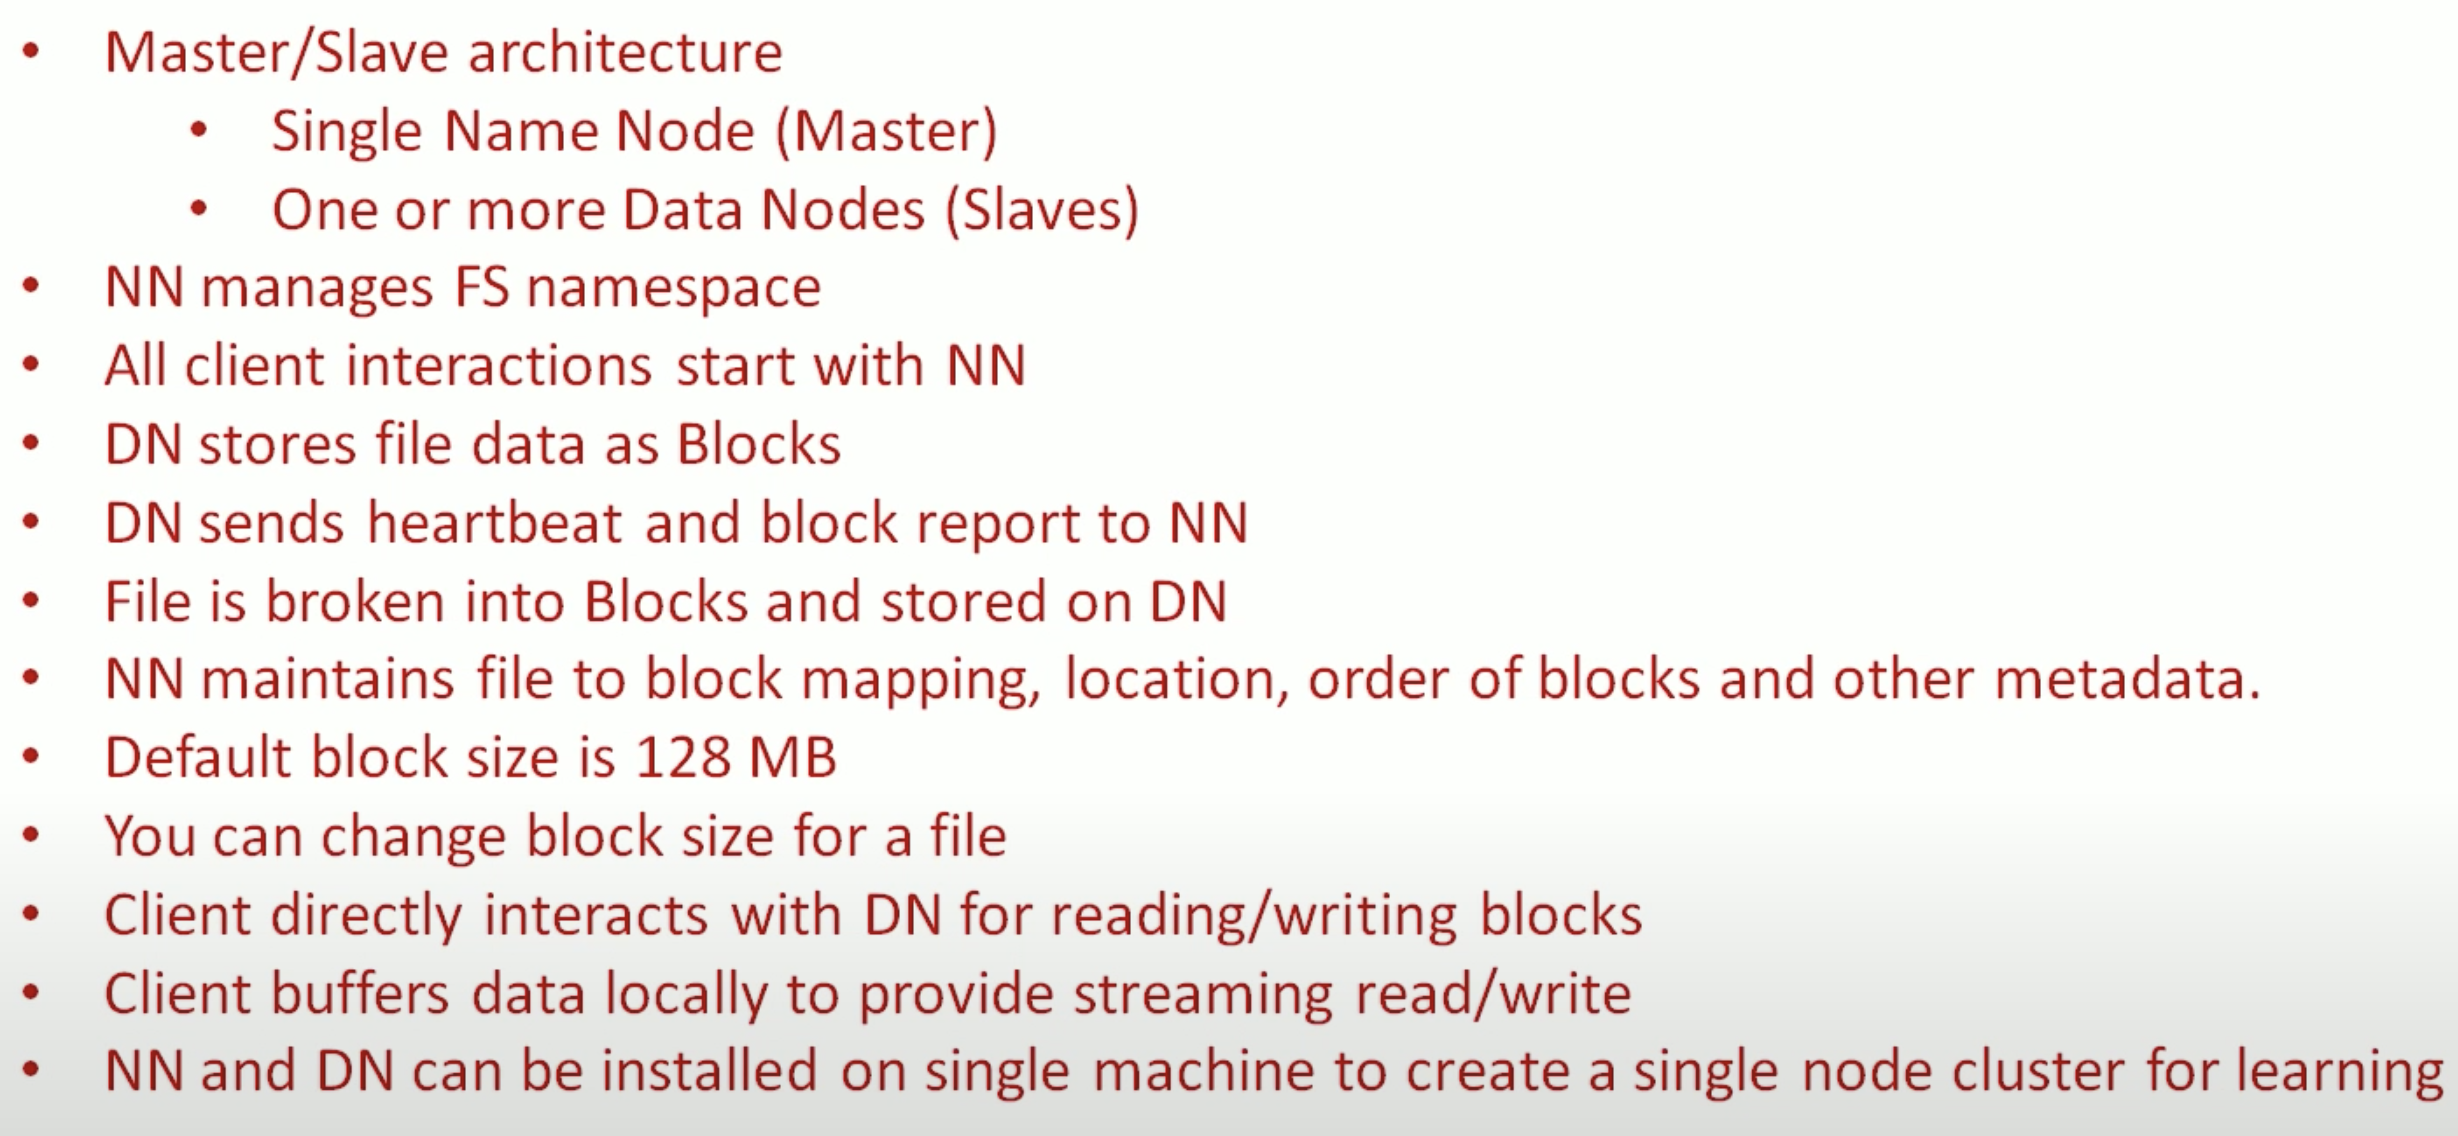 • Master/Slave architecture
• Single Name Node (Master)
• One or more Data Nodes (Slaves)
• NN manages FS namespace
• All client interactions start with NN
• DN stores file data as Blocks
• DN sends heartbeat and block report to NN
• File is broken into Blocks and stored on DN
• NN maintains file to block mapping, location, order of blocks and other metadata.
• Default block size is 128 MB
• You can change block size for a file
• Client directly interacts with DN for reading/writing blocks
• Client buffers data locally to provide streaming read/write
• NN and DN can be installed on single machine to create a single node cluster for learning